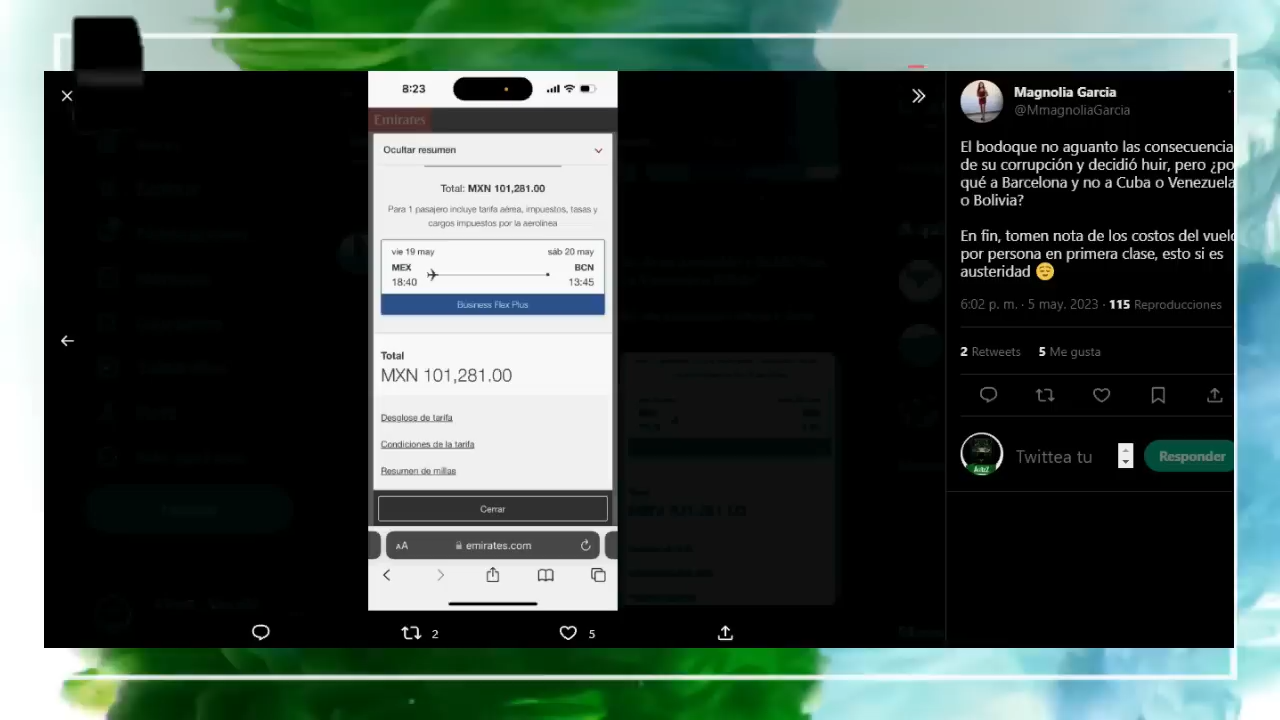 8:23
Emirates
Ocultar resumen
Total: MXN 101,281.00
Para 1 pasajero incluye tarifa aérea, impuestos, tasas y
cargos impuestos por la aerolínea
vie 19 may
sáb 20 may
MEX
BCN
18:40
13:45
Business Flex Plus
Total
MXN 101,281.00
Desglose de tarifa
Condiciones de la tarifa
Resumen de millas
Cerrar
AA
emirates.com
2
5
Magnolia Garcia
@MmagnoliaGarcia
El bodoque no aguanto las consecuencia
de su corrupción y decidió huir, pero ¿po
qué a Barcelona y no a Cuba o Venezuela
o Bolivia?
En fin, tomen nota de los costos del vuelo
por persona en primera clase, esto si es
austeridad 😌
6:02 p. m. · 5 may. 2023 · 115 Reproducciones
2 Retweets 5 Me gusta
Twittea tu
Responder